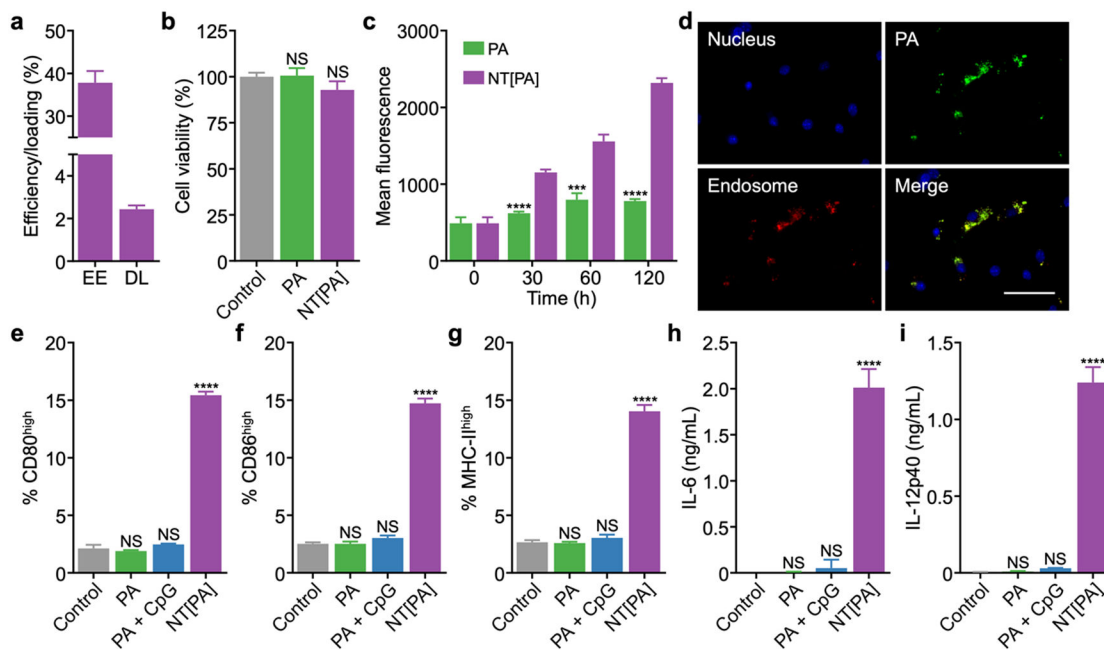 a
Efficiency/loading (%)
40
30
4
2
0
EE DL
b
Cell viability (%)
125
100
75
50
25
0
NS
NS
Control
PA
NT[PA]
c
Mean fluorescence
3000
2200
1400
1000
500
0
PA
NT[PA]
****
***
****
0 30 60 120
Time (h)
d
Nucleus
PA
Endosome
Merge
e
% CD80high
20
15
10
5
0
NS
NS
****
Control
PA
PA + CpG
NT[PA]
f
% CD86high
20
15
10
5
0
NS
NS
****
Control
PA
PA + CpG
NT[PA]
g
% MHC-IIhigh
20
15
10
5
0
NS
NS
****
Control
PA
PA + CpG
NT[PA]
h
IL-6 (ng/mL)
2.5
2.0
1.5
1.0
0.5
0.0
NS
NS
****
Control
PA
PA + CpG
NT[PA]
i
IL-12p40 (ng/mL)
1.5
1.0
0.5
0.0
NS
NS
****
Control
PA
PA + CpG
NT[PA]